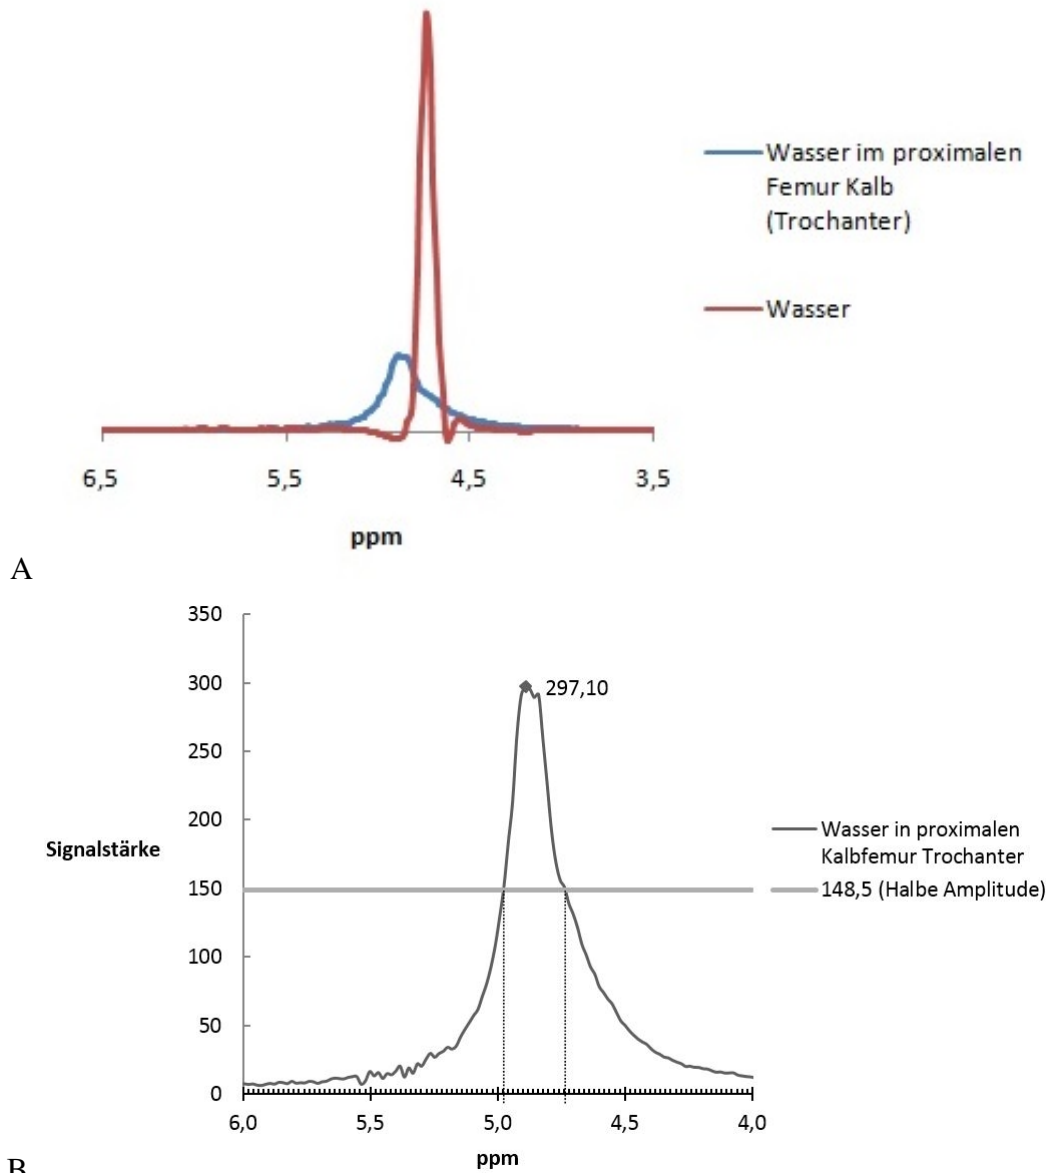 Wasser im proximalen
Femur Kalb
(Trochanter)
Wasser
6,5 5,5 4,5 3,5
ppm
A
350
300
297,10
250
200
Signalstärke
Wasser in proximalen
Kalbfemur Trochanter
150
148,5 (Halbe Amplitude)
100
50
0
6,0 5,5 5,0 4,5 4,0
ppm
B